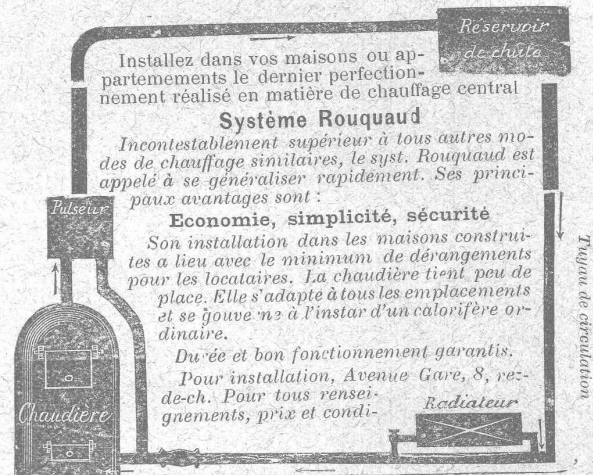 Réservoir
de chute
Installez dans vos maisons ou ap-
partemements le dernier perfection-
nement réalisé en matière de chauffage central
Système Rouquaud
Incontestablement supérieur à tous autres mo-
des de chauffage similaires, le syst. Rouquaud est
appelé à se généraliser rapidement. Ses princi-
paux avantages sont :
Pulseur
Economie, simplicité, sécurité
Son installation dans les maisons construi-
tes a lieu avec le minimum de dérangements
pour les locataires. La chaudière tient peu de
place. Elle s'adapte à tous les emplacements
et se gouverne à l'instar d'un calorifère or-
dinaire.
Durée et bon fonctionnement garantis.
Pour installation, Avenue Gare, 8, rez-
de-ch. Pour tous rensei-
gnements, prix et condi-
Chaudière
Radiateur
Tuyau de circulation